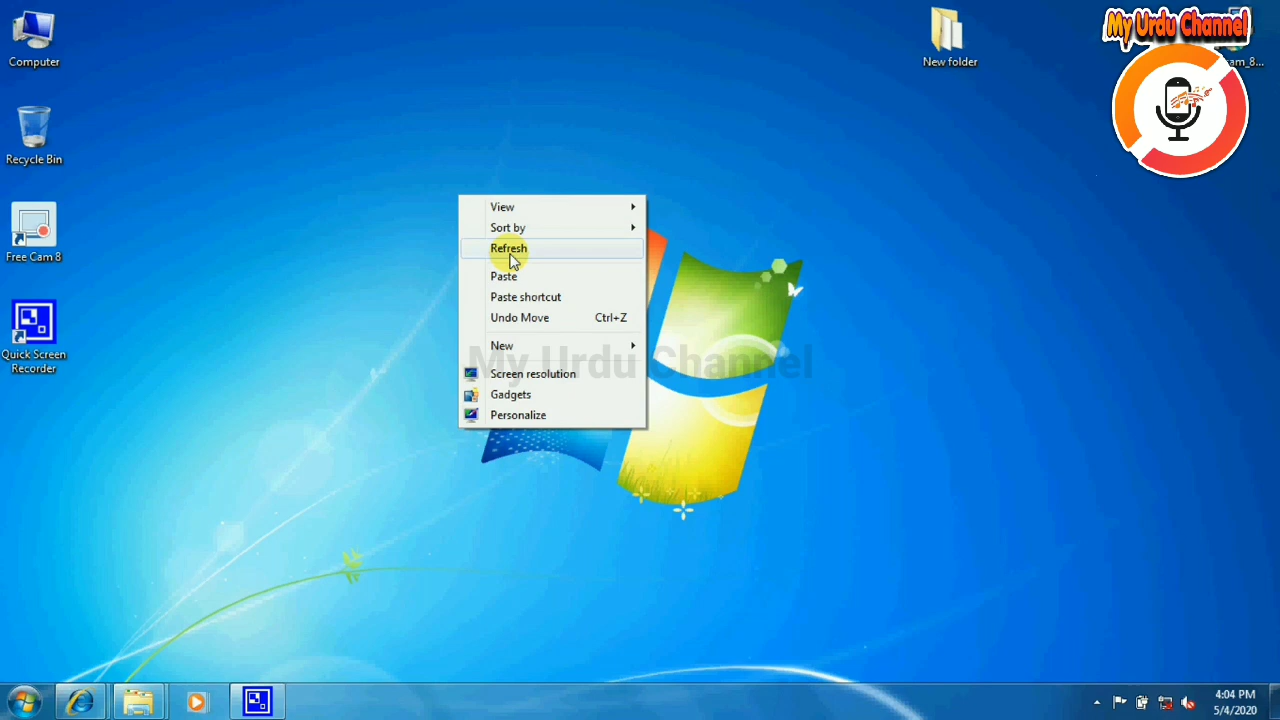 Computer
Recycle Bin
Free Cam 8
Quick Screen
Recorder
New folder
My Urdu Channel
View
Sort by
Refresh
Paste
Paste shortcut
Undo Move Ctrl+Z
New
My Urdu Channel
Screen resolution
Gadgets
Personalize
4:04 PM
5/4/2020